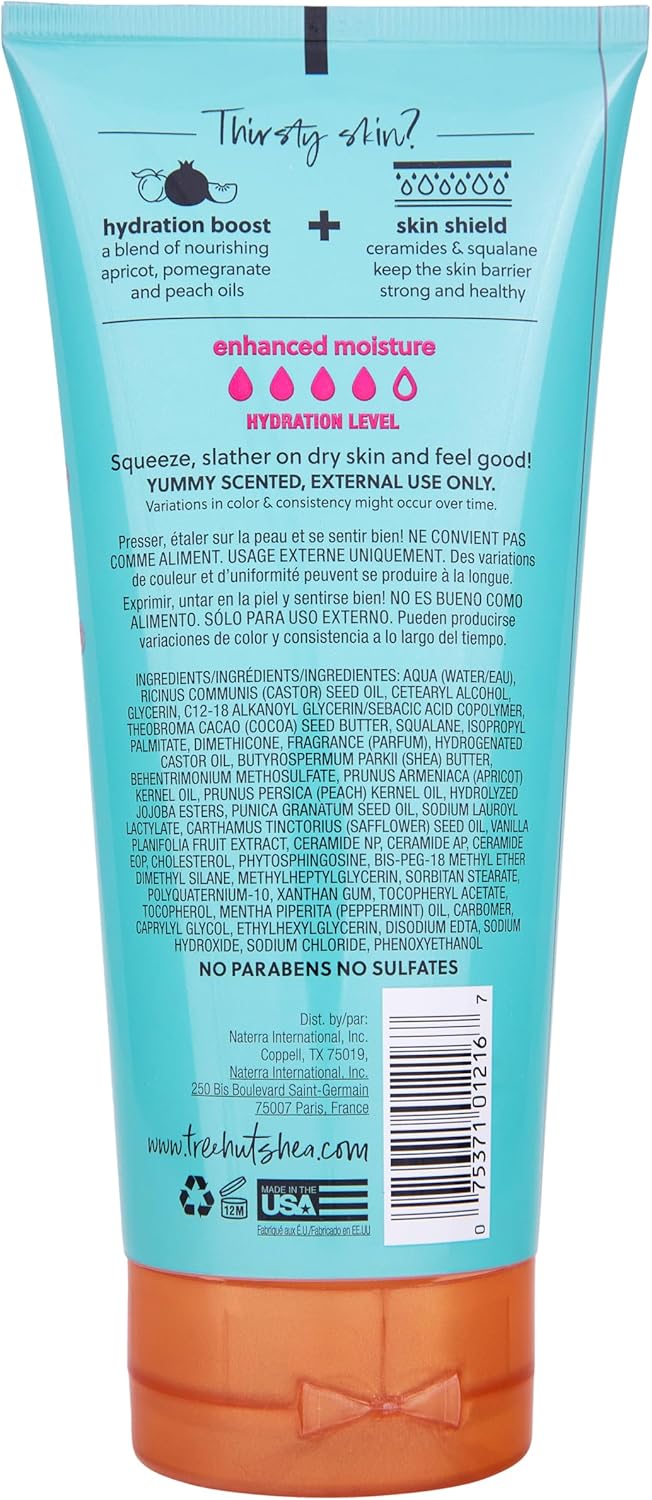 Thirsty skin?
hydration boost
a blend of nourishing
apricot, pomegranate
and peach oils
+
skin shield
ceramides & squalane
keep the skin barrier
strong and healthy
enhanced moisture
HYDRATION LEVEL
Squeeze, slather on dry skin and feel good!
YUMMY SCENTED, EXTERNAL USE ONLY.
Variations in color & consistency might occur over time.
Presser, étaler sur la peau et se sentir bien! NE CONVIENT PAS
COMME ALIMENT. USAGE EXTERNE UNIQUEMENT. Des variations
de couleur et d’uniformité peuvent se produire à la longue.
Exprimir, untar en la piel y sentirse bien! NO ES BUENO COMO
ALIMENTO. SÓLO PARA USO EXTERNO. Pueden producirse
variaciones de color y consistencia a lo largo del tiempo.
INGREDIENTS/INGRÉDIENTS/INGREDIENTES: AQUA (WATER/EAU),
RICINUS COMMUNIS (CASTOR) SEED OIL, CETEARYL ALCOHOL,
GLYCERIN, C12-18 ALKANOYL GLYCERIN/SEBACIC ACID COPOLYMER,
THEOBROMA CACAO (COCOA) SEED BUTTER, SQUALANE, ISOPROPYL
PALMITATE, DIMETHICONE, FRAGRANCE (PARFUM), HYDROGENATED
CASTOR OIL, BUTYROSPERMUM PARKII (SHEA) BUTTER,
BEHENTRIMONIUM METHOSULFATE, PRUNUS ARMENIACA (APRICOT)
KERNEL OIL, PRUNUS PERSICA (PEACH) KERNEL OIL, HYDROLYZED
JOJOBA ESTERS, PUNICA GRANATUM SEED OIL, SODIUM LAUROYL
LACTYLATE, CARTHAMUS TINCTORIUS (SAFFLOWER) SEED OIL, VANILLA
PLANIFOLIA FRUIT EXTRACT, CERAMIDE NP, CERAMIDE AP, CERAMIDE
EOP, CHOLESTEROL, PHYTOSPHINGOSINE, BIS-PEG-18 METHYL ETHER
DIMETHYL SILANE, METHYLHEPTYLGLYCERIN, SORBITAN STEARATE,
POLYQUATERNIUM-10, XANTHAN GUM, TOCOPHERYL ACETATE,
TOCOPHEROL, MENTHA PIPERITA (PEPPERMINT) OIL, CARBOMER,
CAPRYLYL GLYCOL, ETHYLHEXYLGLYCERIN, DISODIUM EDTA, SODIUM
HYDROXIDE, SODIUM CHLORIDE, PHENOXYETHANOL
NO PARABENS NO SULFATES
Dist. by/par:
Naterra International, Inc.
Coppell, TX 75019,
Naterra International, Inc.
250 Bis Boulevard Saint-Germain
75007 Paris, France
www.treehutshea.com
12M
MADE IN THE
USA
Fabriqué aux É.U./Fabricado en EE.UU
0 75371 01216 7